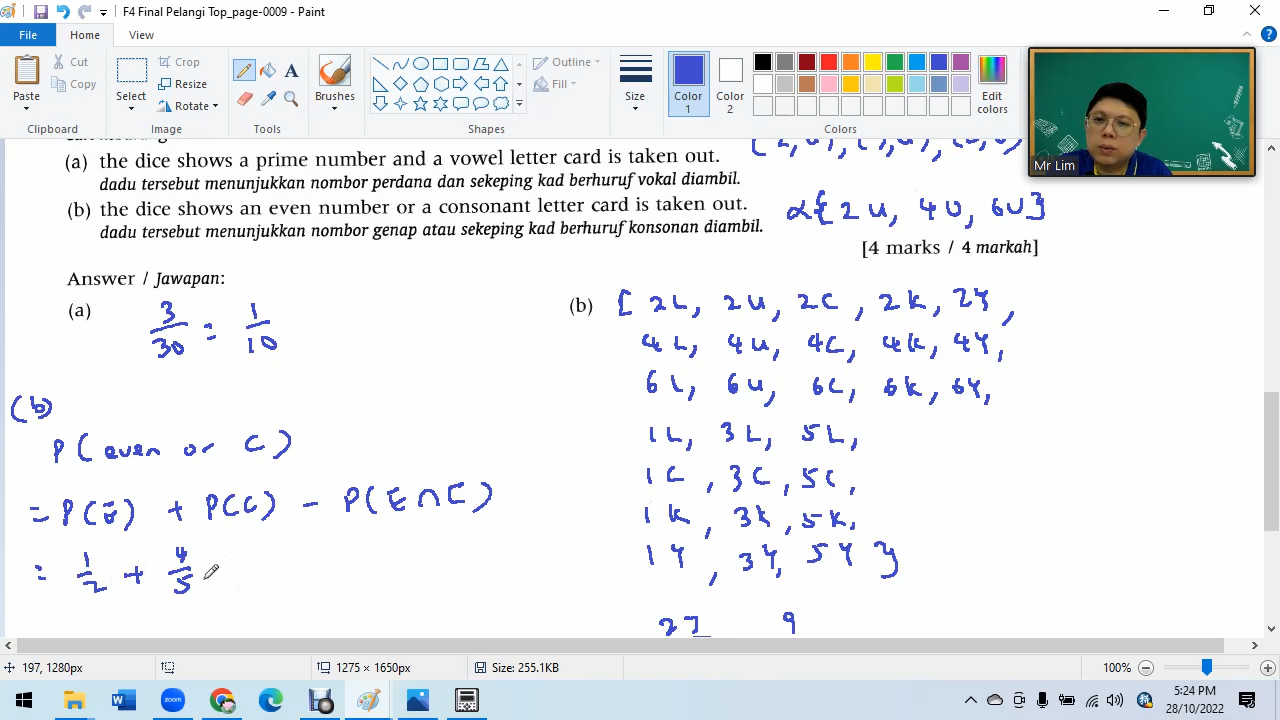 F4 Final Pelangi Top_page-0009 - Paint
File Home View
Paste Cut Copy Clipboard
Select Crop Resize Rotate Image
Tools
Brushes
Shapes
Outline Fill
Size
Color 1 Color 2 Edit colors Colors
Mr Lim
(a) the dice shows a prime number and a vowel letter card is taken out.
dadu tersebut menunjukkan nombor perdana dan sekeping kad berhuruf vokal diambil.
(b) the dice shows an even number or a consonant letter card is taken out.
dadu tersebut menunjukkan nombor genap atau sekeping kad berhuruf konsonan diambil.
{2U, 4U, 6U}
[4 marks / 4 markah]
Answer / Jawapan:
(a) 3/30 = 1/10
(b)
P(even or C)
= P(E) + P(C) - P(E∩C)
= 1/2 + 4/5
(b) { 2L, 2U, 2C, 2K, 2Y,
4L, 4U, 4C, 4K, 4Y,
6L, 6U, 6C, 6K, 6Y,
1L, 3L, 5L,
1C, 3C, 5C,
1K, 3K, 5K,
1Y, 3Y, 5Y }
27 9
197, 1280px 1275 × 1650px Size: 255.1KB 100%
5:24 PM
28/10/2022